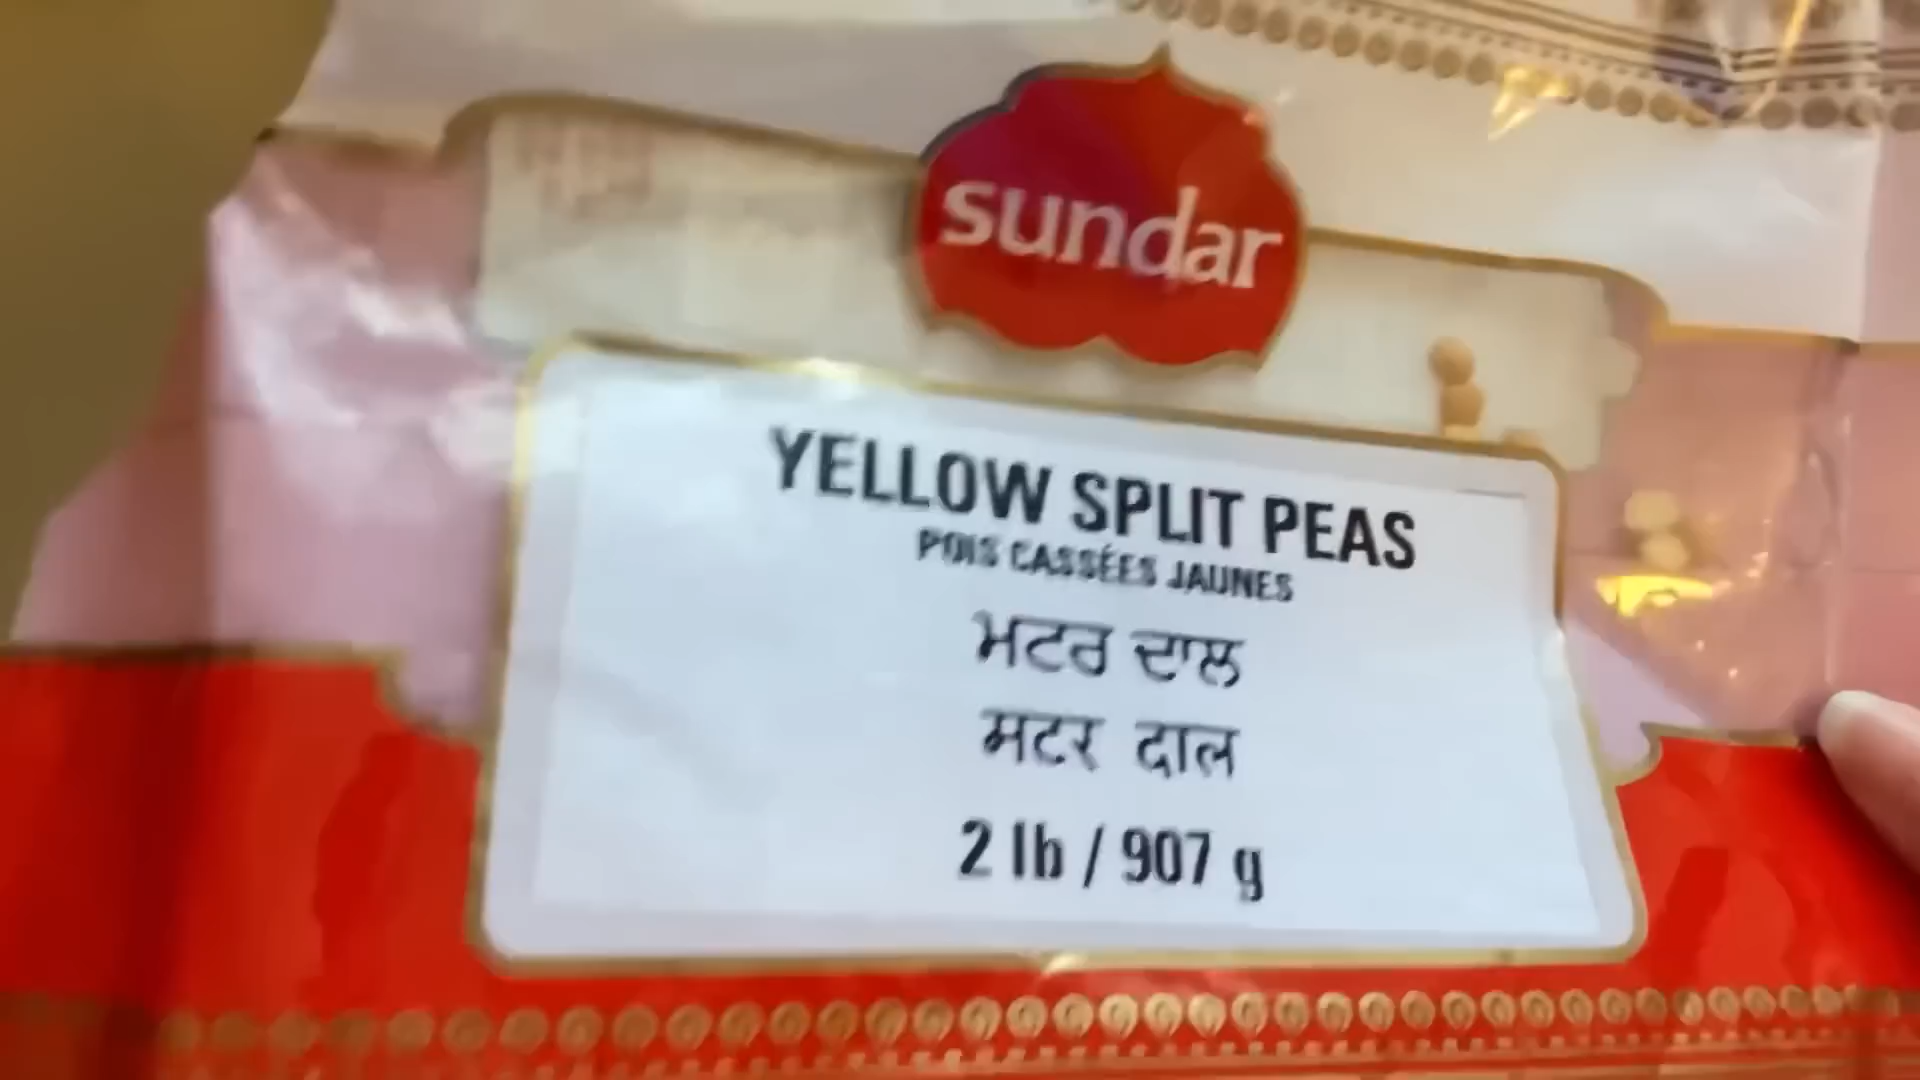 sundar
YELLOW SPLIT PEAS
POIS CASSÉES JAUNES
ਮਟਰ ਦਾਲ
मटर दाल
2 lb / 907 g